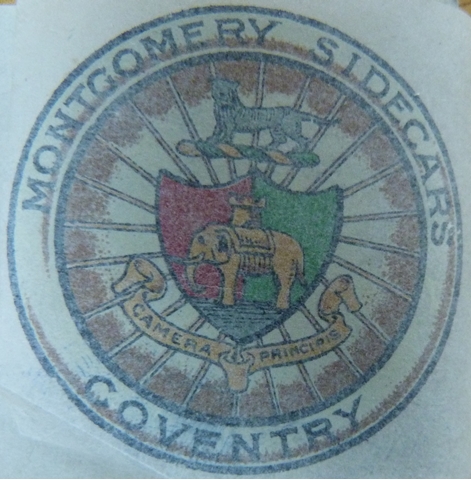 MONTGOMERY SIDECARS
CAMERA PRINCIPIS
COVENTRY